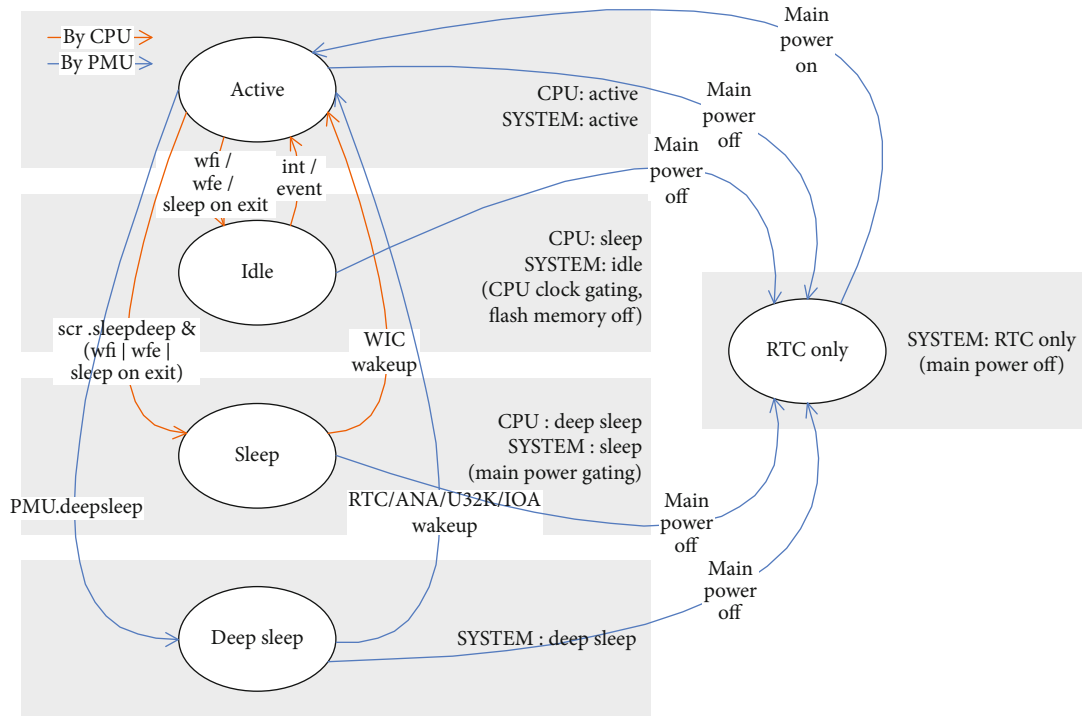 By CPU
By PMU
Active
CPU: active
SYSTEM: active
Main
power
on
Main
power
off
Main
power
off
wfi /
wfe /
sleep on exit
int /
event
Idle
CPU: sleep
SYSTEM: idle
(CPU clock gating,
flash memory off)
scr .sleepdeep &
(wfi | wfe |
sleep on exit)
WIC
wakeup
RTC only
SYSTEM: RTC only
(main power off)
Sleep
CPU : deep sleep
SYSTEM : sleep
(main power gating)
PMU.deepsleep
RTC/ANA/U32K/IOA
wakeup
Main
power
off
Main
power
off
Deep sleep
SYSTEM : deep sleep